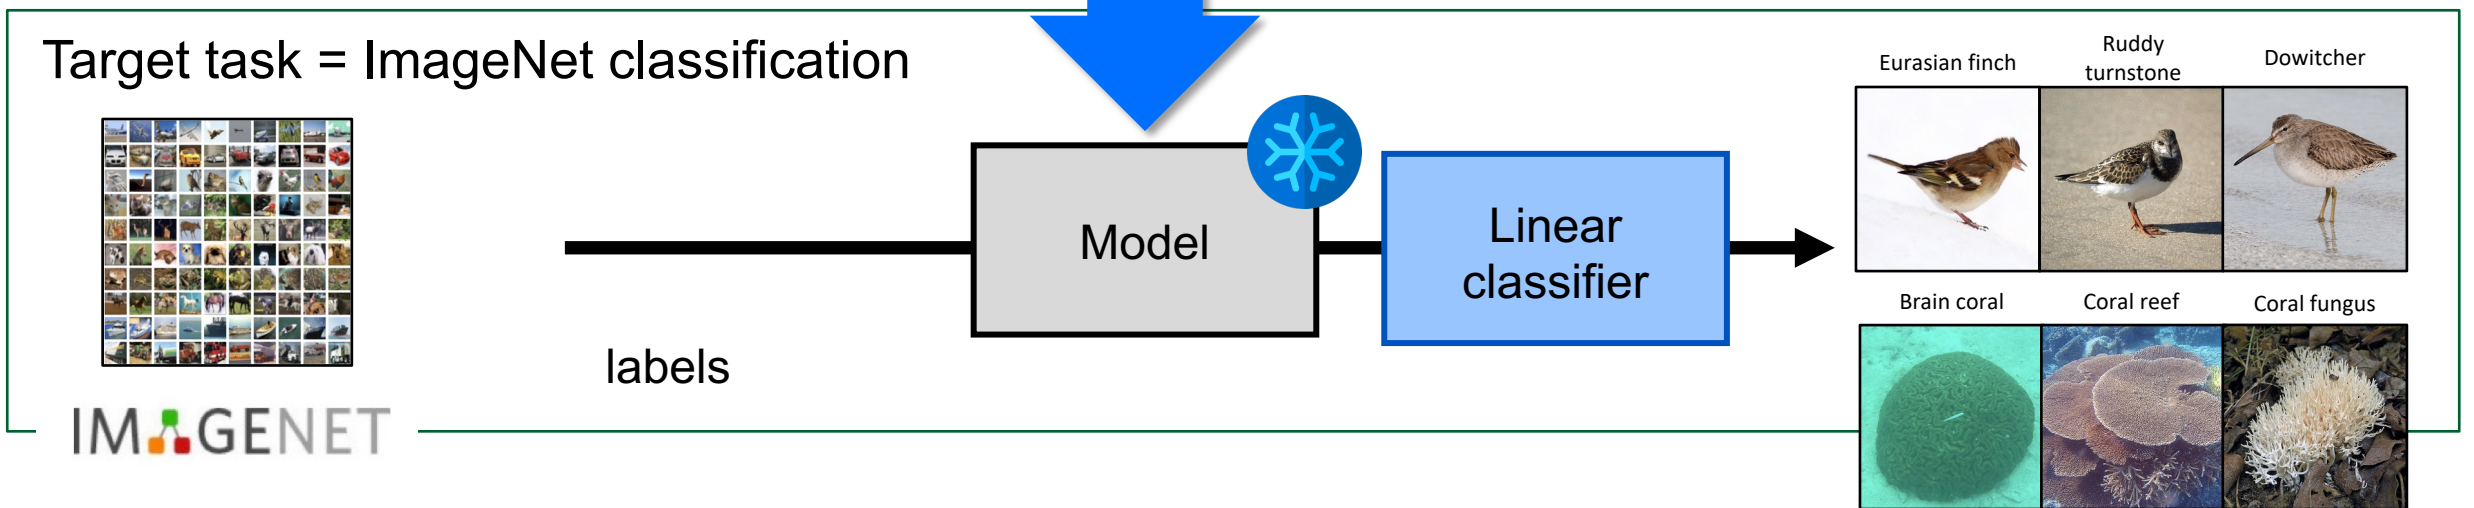 Target task = ImageNet classification
Eurasian finch
Ruddy
turnstone
Dowitcher
Model
Linear
classifier
Brain coral
Coral reef
Coral fungus
labels
IMAGENET